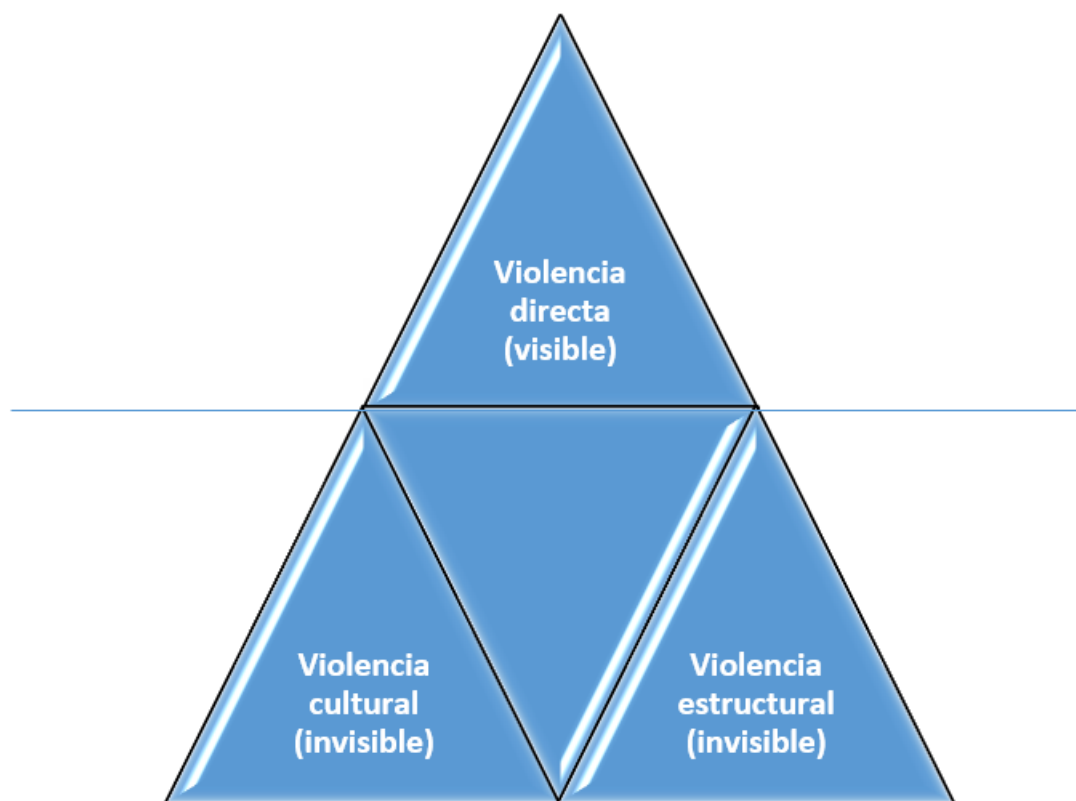 Violencia
directa
(visible)
Violencia
cultural
(invisible)
Violencia
estructural
(invisible)